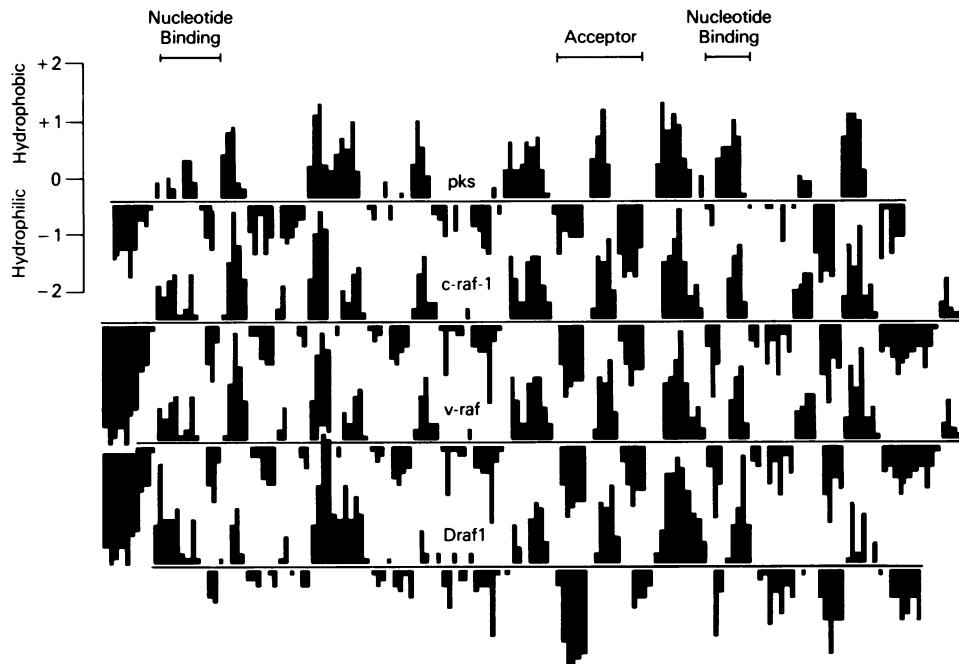 Nucleotide
Binding
Acceptor
Nucleotide
Binding
+2
+1
0
−1
−2
Hydrophobic
Hydrophilic
pks
c-raf-1
v-raf
Draf1